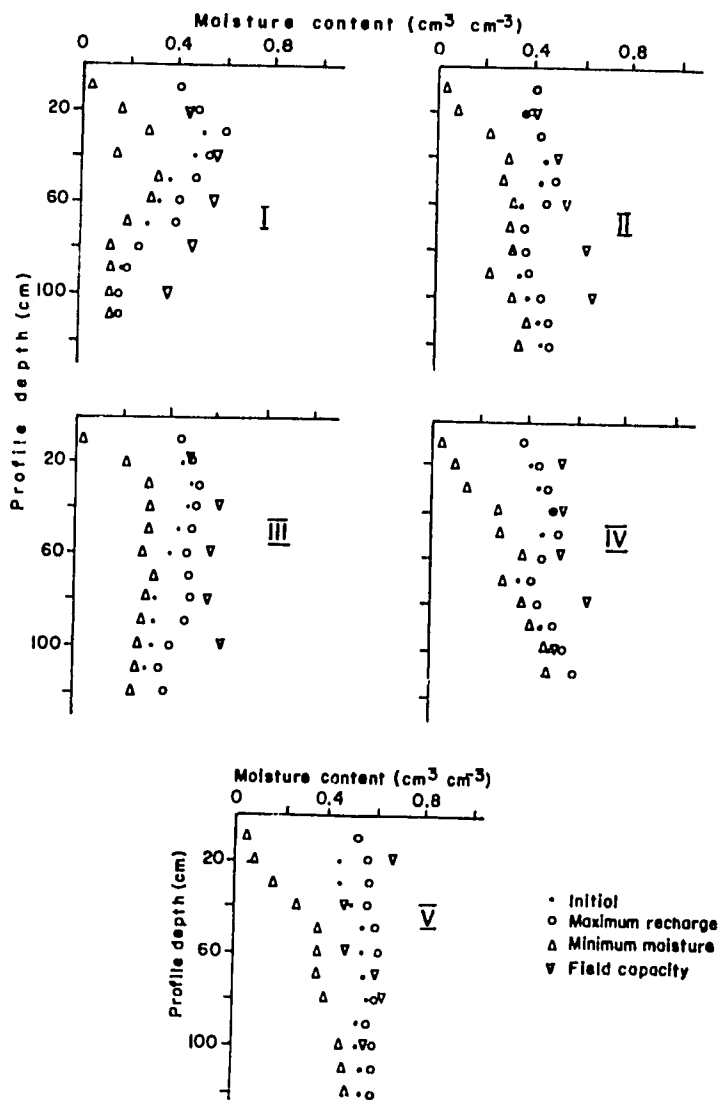 Moisture content (cm³ cm⁻³)
0 0.4 0.8 0 0.4 0.8
20
60
100
I
II
Profile depth (cm)
20
60
100
III
IV
Moisture content (cm³ cm⁻³)
0 0.4 0.8
20
60
100
Profile depth (cm)
V
Initial
Maximum recharge
Minimum moisture
Field capacity